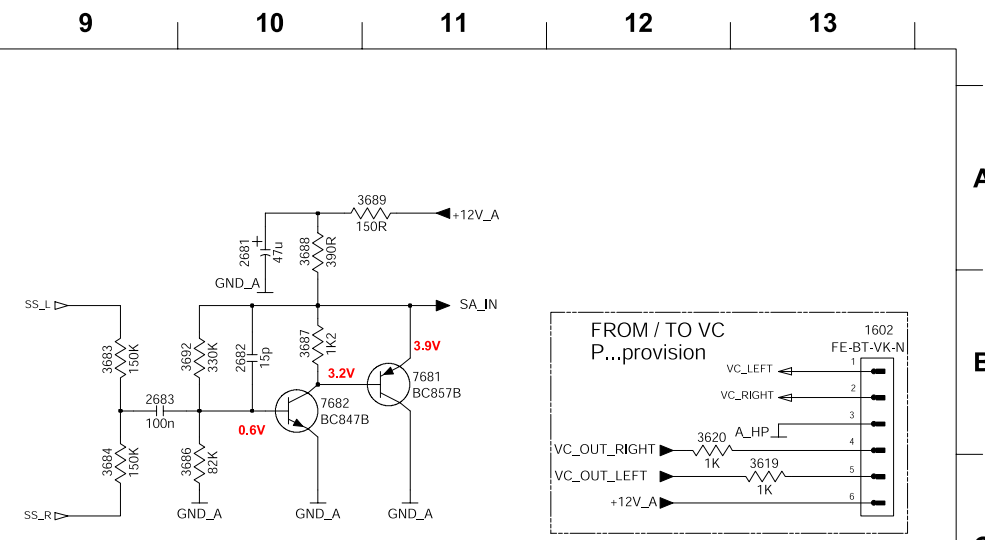 9 10 11 12 13
A
3689
150R
+12V_A
2681
47u
3688
390R
GND_A
SS_L
SA_IN
3683
150K
3692
330K
2682
15p
3687
1K2
3.9V
3.2V
7681
BC857B
2683
100n
7682
BC847B
0.6V
3684
150K
3686
82K
SS_R
GND_A
GND_A
GND_A
FROM / TO VC
P...provision
1602
FE-BT-VK-N
B
VC_LEFT
1
VC_RIGHT
2
A_HP
3
VC_OUT_RIGHT
3620
1K
4
VC_OUT_LEFT
3619
1K
5
+12V_A
6